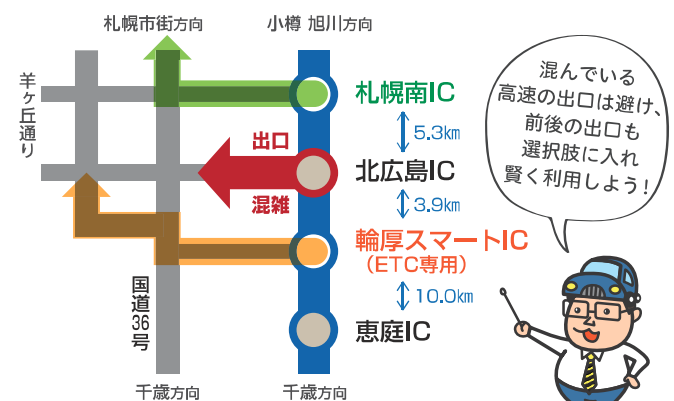 札幌市街方向
小樽 旭川方向
羊ヶ丘通り
札幌南IC
5.3km
出口
北広島IC
混雑
3.9km
輪厚スマートIC
(ETC専用)
10.0km
国道36号
恵庭IC
千歳方向
千歳方向
混んでいる
高速の出口は避け、
前後の出口も
選択肢に入れ
賢く利用しよう!